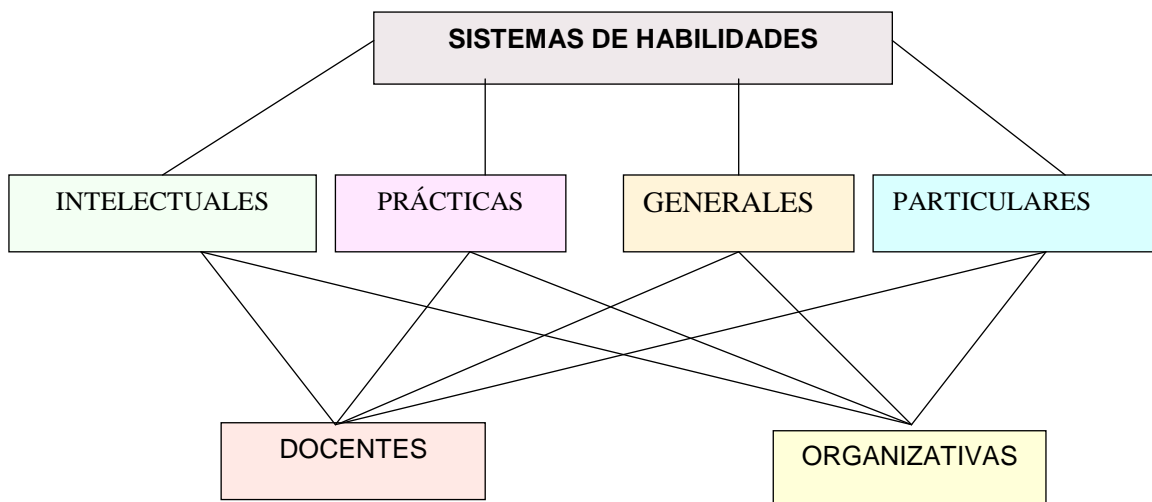 SISTEMAS DE HABILIDADES
INTELECTUALES
PRÁCTICAS
GENERALES
PARTICULARES
DOCENTES
ORGANIZATIVAS